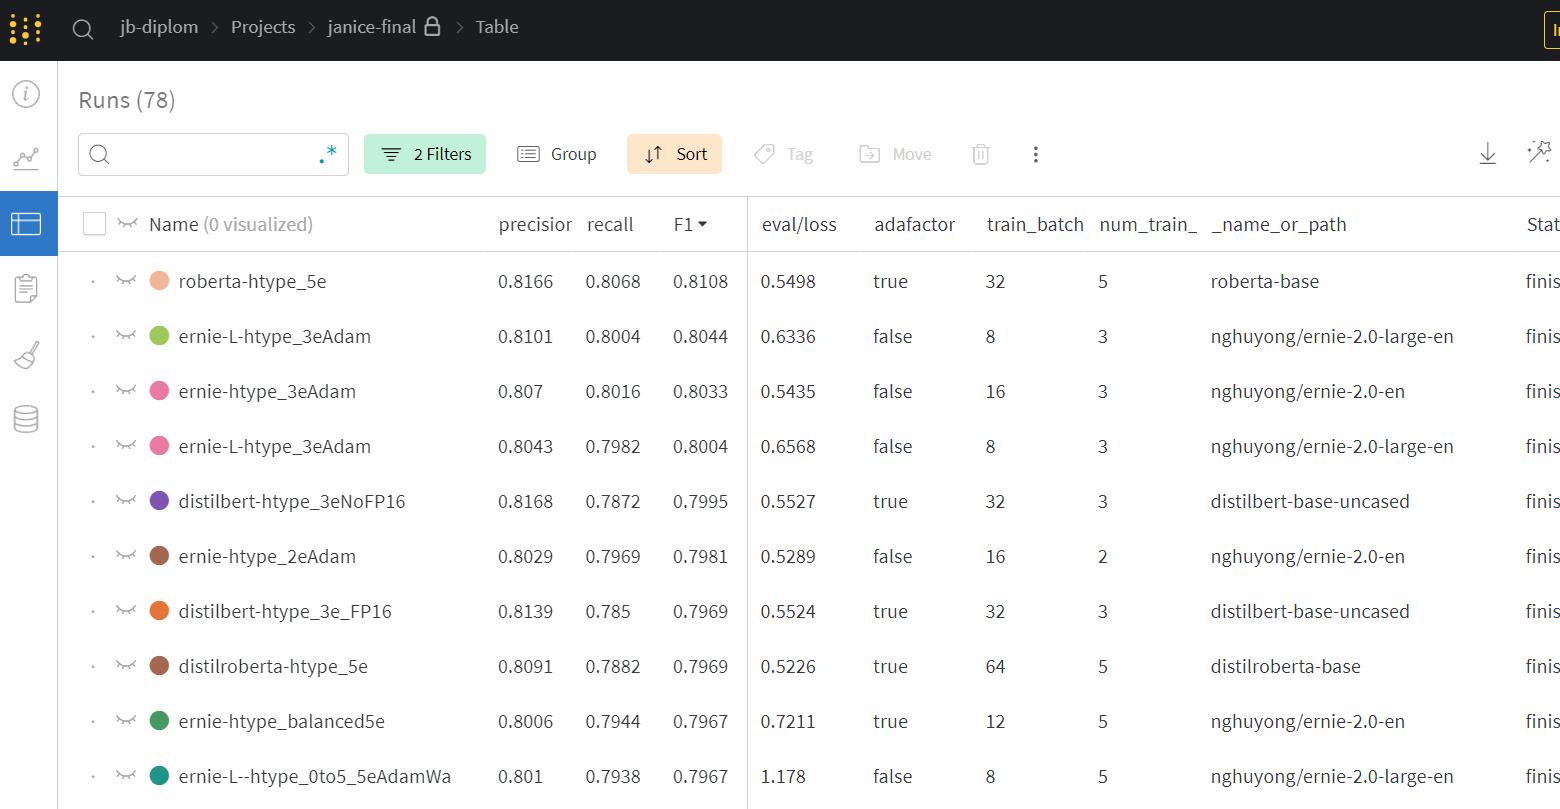 jb-diplom > Projects > janice-final > Table
Runs (78)
.* 2 Filters Group Sort Tag Move
Name (0 visualized) precision recall F1 eval/loss adafactor train_batch num_train_ _name_or_path Stat
roberta-htype_5e 0.8166 0.8068 0.8108 0.5498 true 32 5 roberta-base finis
ernie-L-htype_3eAdam 0.8101 0.8004 0.8044 0.6336 false 8 3 nghuyong/ernie-2.0-large-en finis
ernie-htype_3eAdam 0.807 0.8016 0.8033 0.5435 false 16 3 nghuyong/ernie-2.0-en finis
ernie-L-htype_3eAdam 0.8043 0.7982 0.8004 0.6568 false 8 3 nghuyong/ernie-2.0-large-en finis
distilbert-htype_3eNoFP16 0.8168 0.7872 0.7995 0.5527 true 32 3 distilbert-base-uncased finis
ernie-htype_2eAdam 0.8029 0.7969 0.7981 0.5289 false 16 2 nghuyong/ernie-2.0-en finis
distilbert-htype_3e_FP16 0.8139 0.785 0.7969 0.5524 true 32 3 distilbert-base-uncased finis
distilroberta-htype_5e 0.8091 0.7882 0.7969 0.5226 true 64 5 distilroberta-base finis
ernie-htype_balanced5e 0.8006 0.7944 0.7967 0.7211 true 12 5 nghuyong/ernie-2.0-en finis
ernie-L--htype_0to5_5eAdamWa 0.801 0.7938 0.7967 1.178 false 8 5 nghuyong/ernie-2.0-large-en finis